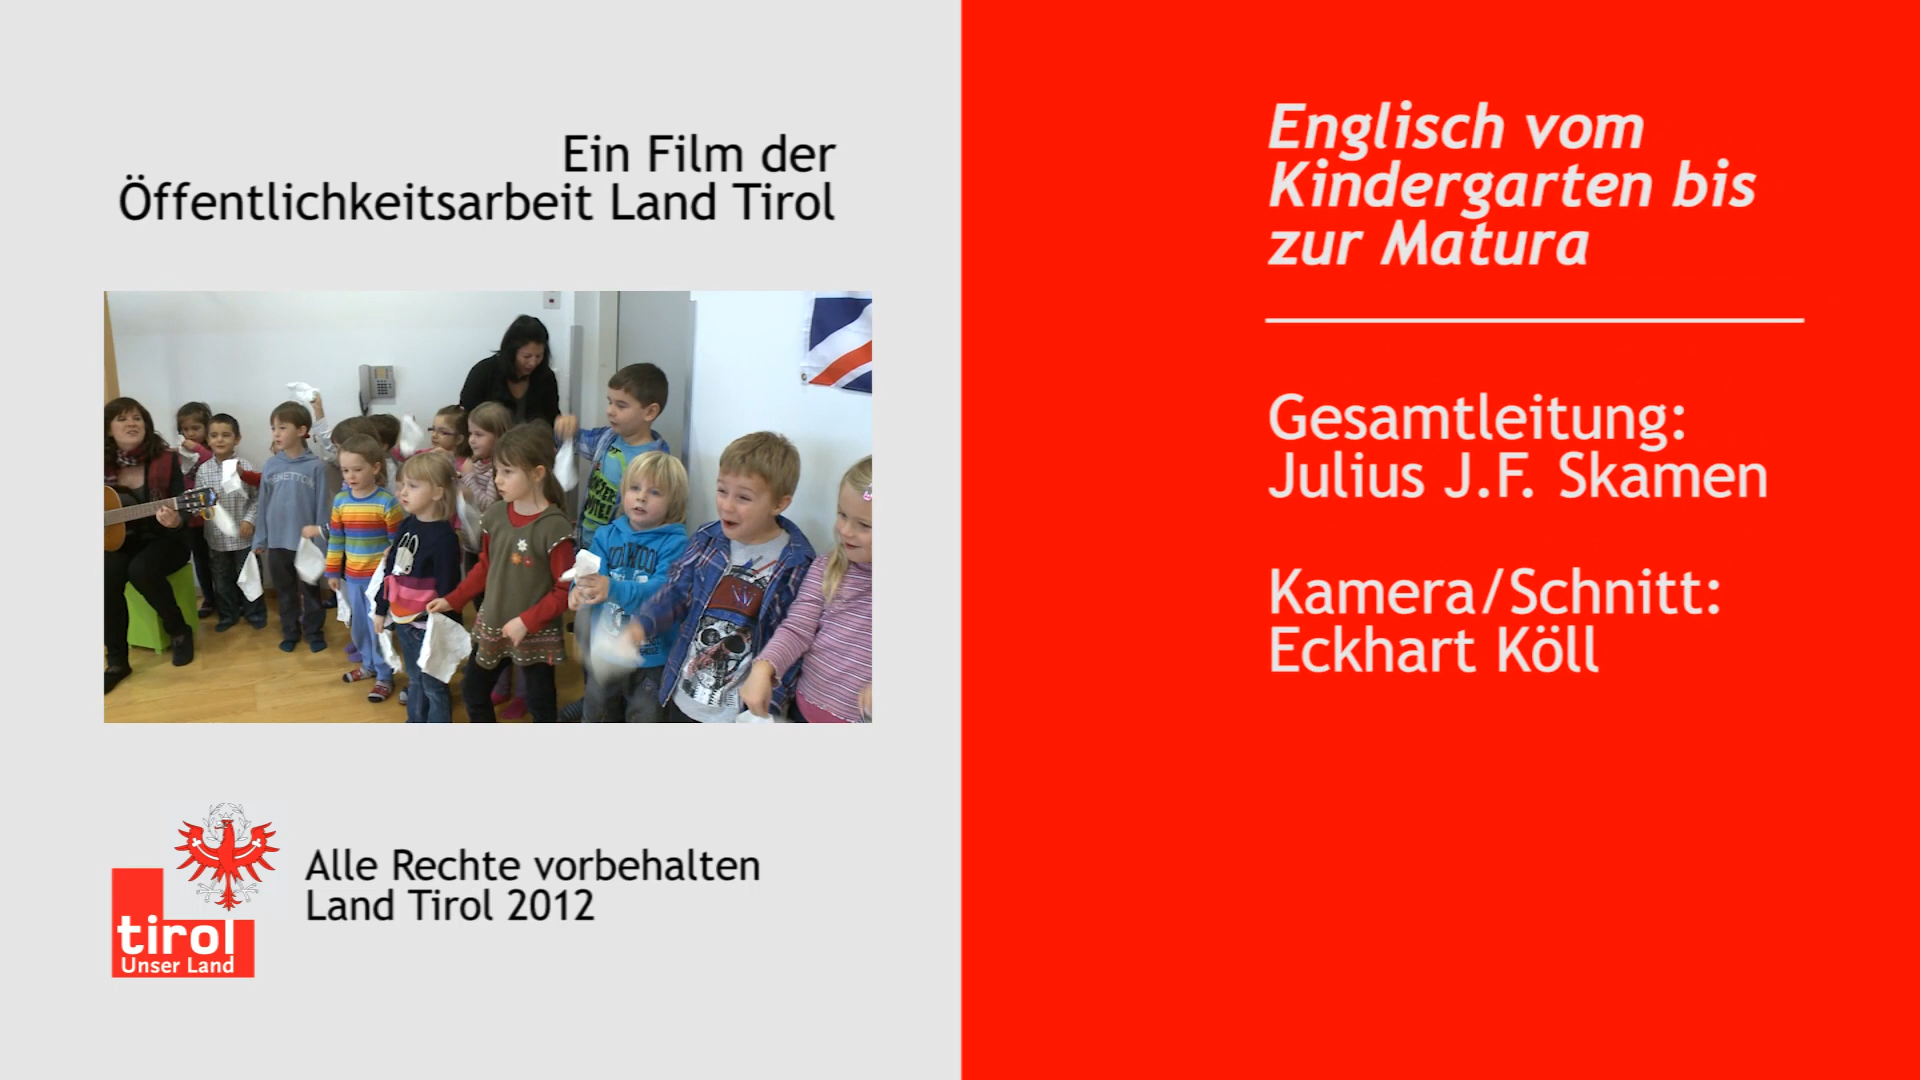 Ein Film der
Öffentlichkeitsarbeit Land Tirol
BENETTON
Alle Rechte vorbehalten
Land Tirol 2012
tirol
Unser Land
Englisch vom
Kindergarten bis
zur Matura
Gesamtleitung:
Julius J.F. Skamen
Kamera/Schnitt:
Eckhart Köll